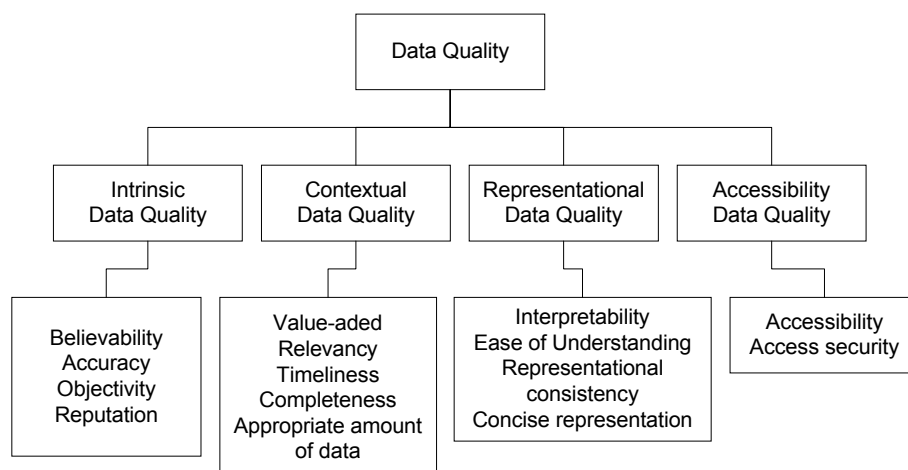 Data Quality
Intrinsic
Data Quality
Contextual
Data Quality
Representational
Data Quality
Accessibility
Data Quality
Believability
Accuracy
Objectivity
Reputation
Value-aded
Relevancy
Timeliness
Completeness
Appropriate amount
of data
Interpretability
Ease of Understanding
Representational
consistency
Concise representation
Accessibility
Access security